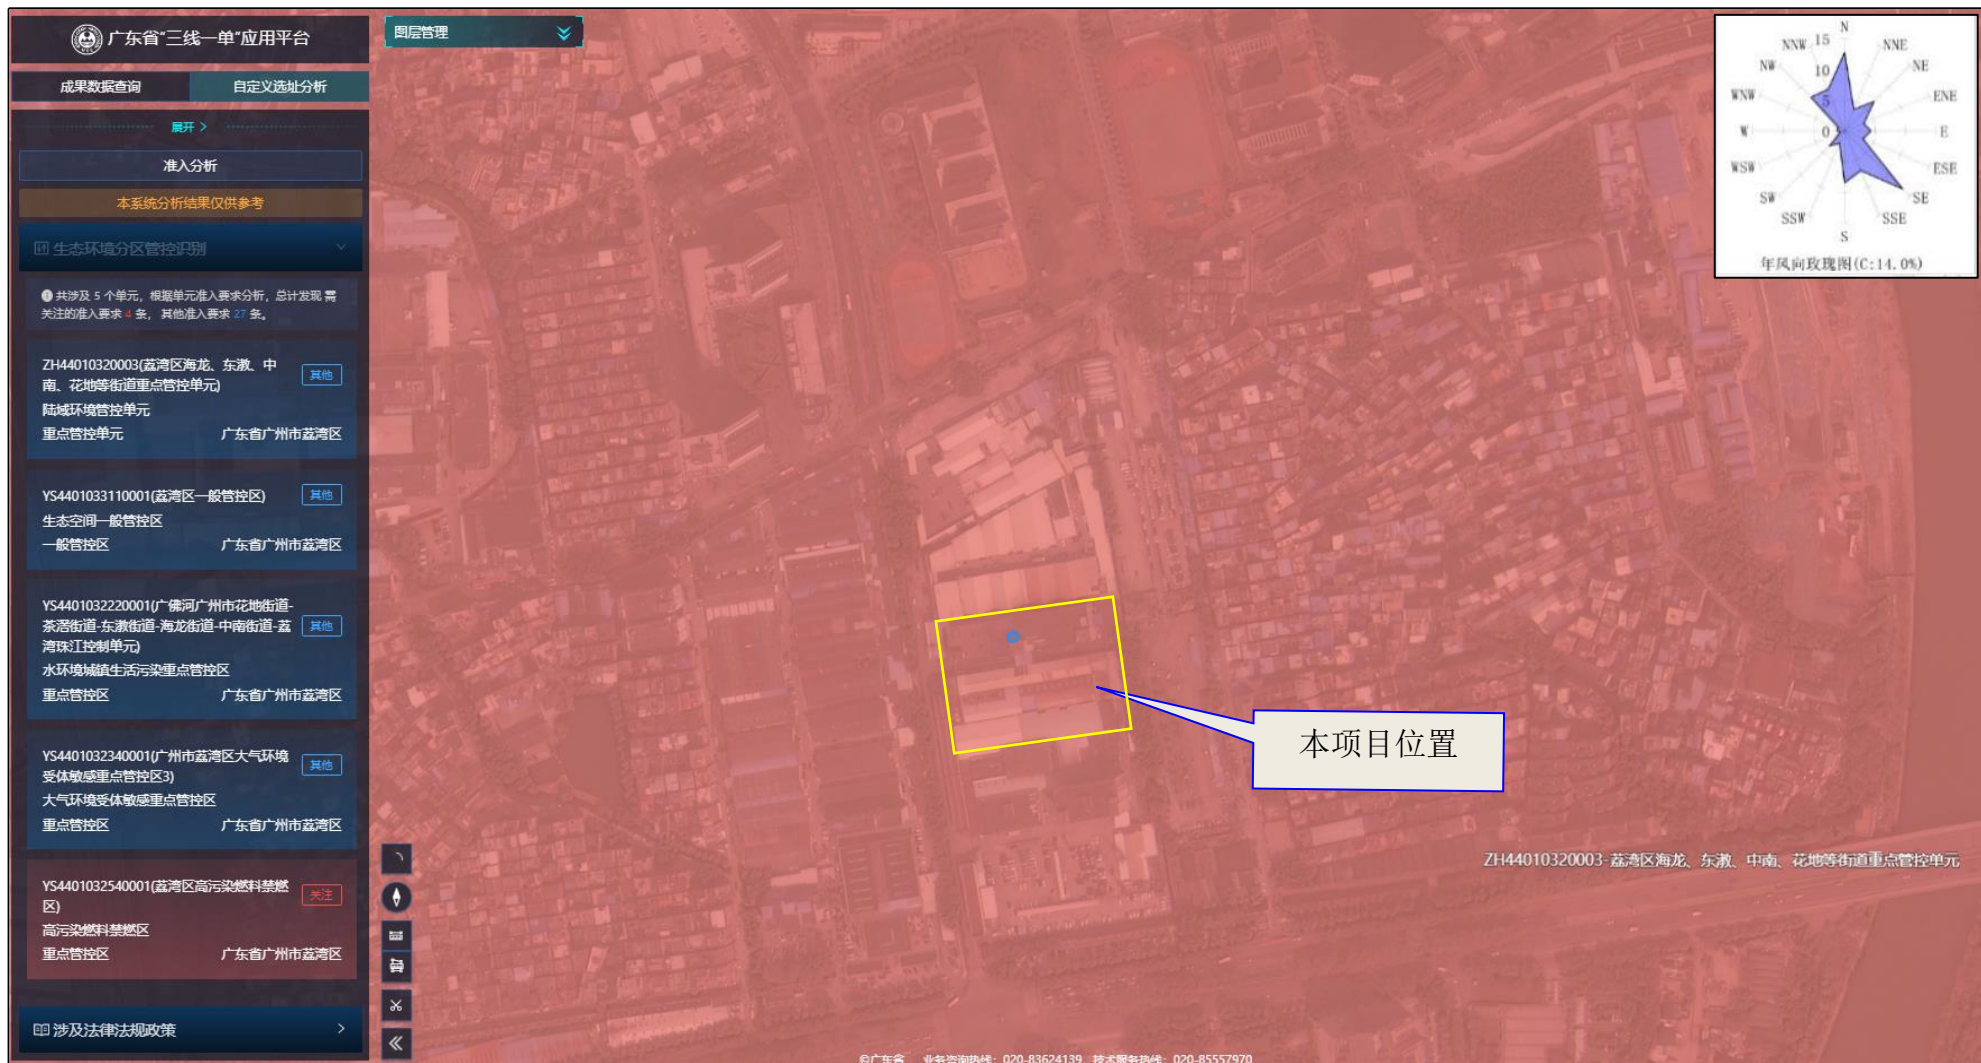 广东省“三线一单”应用平台
成果数据查询
自定义选址分析
展开 >
准入分析
本系统分析结果仅供参考
生态环境分区管控识别
共涉及 5 个单元，根据单元准入要求分析，总计发现 需
关注的准入要求 4 条， 其他准入要求 27 条。
ZH44010320003(荔湾区海龙、东漖、中
南、花地等街道重点管控单元)
其他
陆域环境管控单元
重点管控单元 广东省广州市荔湾区
YS4401033110001(荔湾区一般管控区)
其他
生态空间一般管控区
一般管控区 广东省广州市荔湾区
YS4401032220001(广佛河广州市花地街道-
茶滘街道-东漖街道-海龙街道-中南街道-荔
湾珠江控制单元)
其他
水环境城镇生活污染重点管控区
重点管控区 广东省广州市荔湾区
YS4401032340001(广州市荔湾区大气环境
受体敏感重点管控区3)
其他
大气环境受体敏感重点管控区
重点管控区 广东省广州市荔湾区
YS4401032540001(荔湾区高污染燃料禁燃
区)
关注
高污染燃料禁燃区
重点管控区 广东省广州市荔湾区
涉及法律法规政策
图层管理
N
NNE
NE
ENE
E
ESE
SE
SSE
S
SSW
SW
WSW
W
WNW
NW
NNW
15
10
5
0
年风向玫瑰图(C:14.0%)
本项目位置
ZH44010320003-荔湾区海龙、东漖、中南、花地等街道重点管控单元
©广东省 业务咨询热线：020-83624139 技术服务热线：020-85557970